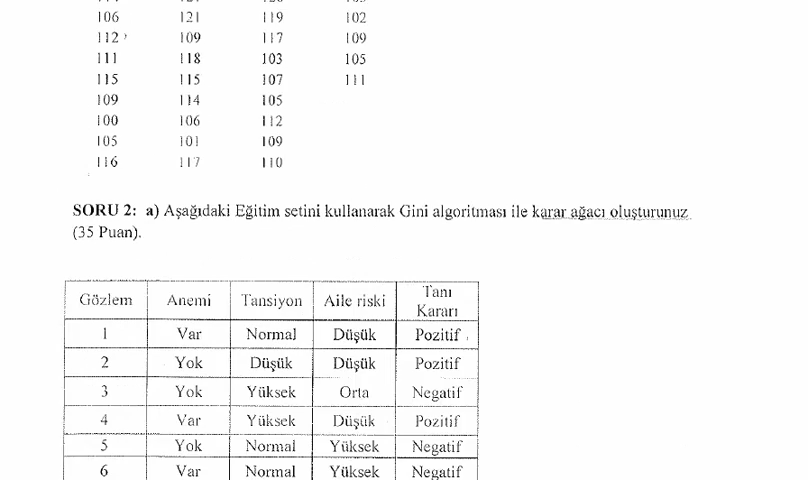 106 121 119 102
112 109 117 109
111 118 103 105
115 115 107 111
109 114 105
100 106 112
105 101 109
116 117 110
SORU 2: a) Aşağıdaki Eğitim setini kullanarak Gini algoritması ile karar ağacı oluşturunuz
(35 Puan).
Gözlem Anemi Tansiyon Aile riski Tanı Kararı
1 Var Normal Düşük Pozitif
2 Yok Düşük Düşük Pozitif
3 Yok Yüksek Orta Negatif
4 Var Yüksek Düşük Pozitif
5 Yok Normal Yüksek Negatif
6 Var Normal Yüksek Negatif